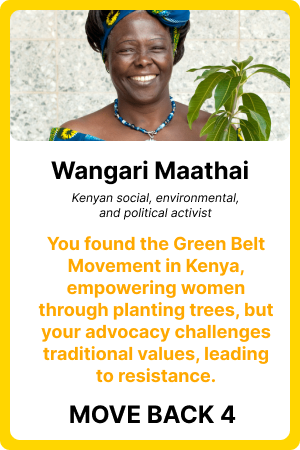 Wangari Maathai
Kenyan social, environmental,
and political activist
You found the Green Belt
Movement in Kenya,
empowering women
through planting trees, but
your advocacy challenges
traditional values, leading
to resistance.
MOVE BACK 4